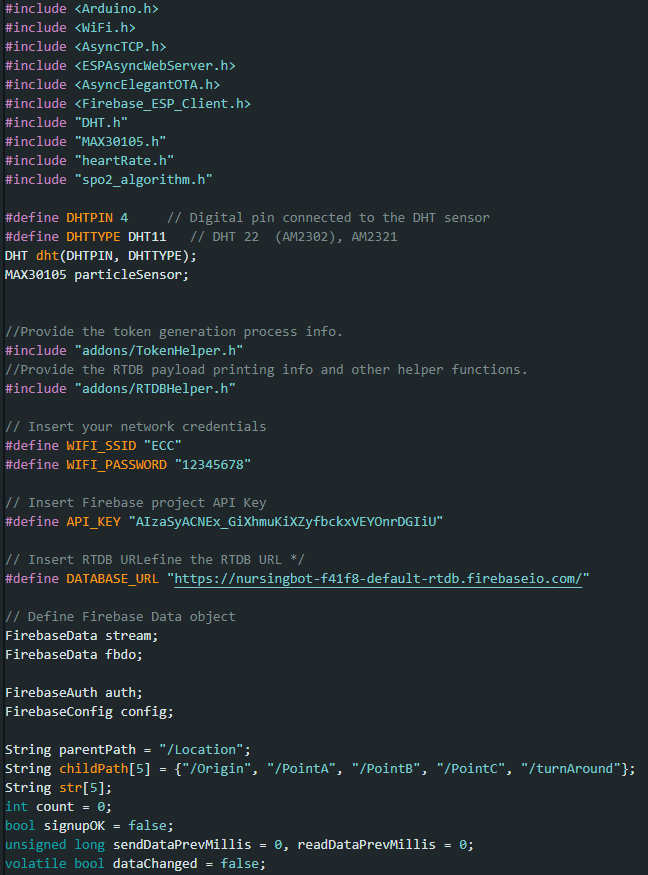 #include <Arduino.h>
#include <WiFi.h>
#include <AsyncTCP.h>
#include <ESPAsyncWebServer.h>
#include <AsyncElegantOTA.h>
#include <Firebase_ESP_Client.h>
#include "DHT.h"
#include "MAX30105.h"
#include "heartRate.h"
#include "spo2_algorithm.h"
#define DHTPIN 4     // Digital pin connected to the DHT sensor
#define DHTTYPE DHT11   // DHT 22  (AM2302), AM2321
DHT dht(DHTPIN, DHTTYPE);
MAX30105 particleSensor;
//Provide the token generation process info.
#include "addons/TokenHelper.h"
//Provide the RTDB payload printing info and other helper functions.
#include "addons/RTDBHelper.h"
// Insert your network credentials
#define WIFI_SSID "ECC"
#define WIFI_PASSWORD "12345678"
// Insert Firebase project API Key
#define API_KEY "AIzaSyACNEx_GiXhmuKiXZyfbckxVEYOnrDGIiU"
// Insert RTDB URLefine the RTDB URL */
#define DATABASE_URL "https://nursingbot-f41f8-default-rtdb.firebaseio.com/"
// Define Firebase Data object
FirebaseData stream;
FirebaseData fbdo;
FirebaseAuth auth;
FirebaseConfig config;
String parentPath = "/Location";
String childPath[5] = {"/Origin", "/PointA", "/PointB", "/PointC", "/turnAround"};
String str[5];
int count = 0;
bool signupOK = false;
unsigned long sendDataPrevMillis = 0, readDataPrevMillis = 0;
volatile bool dataChanged = false;